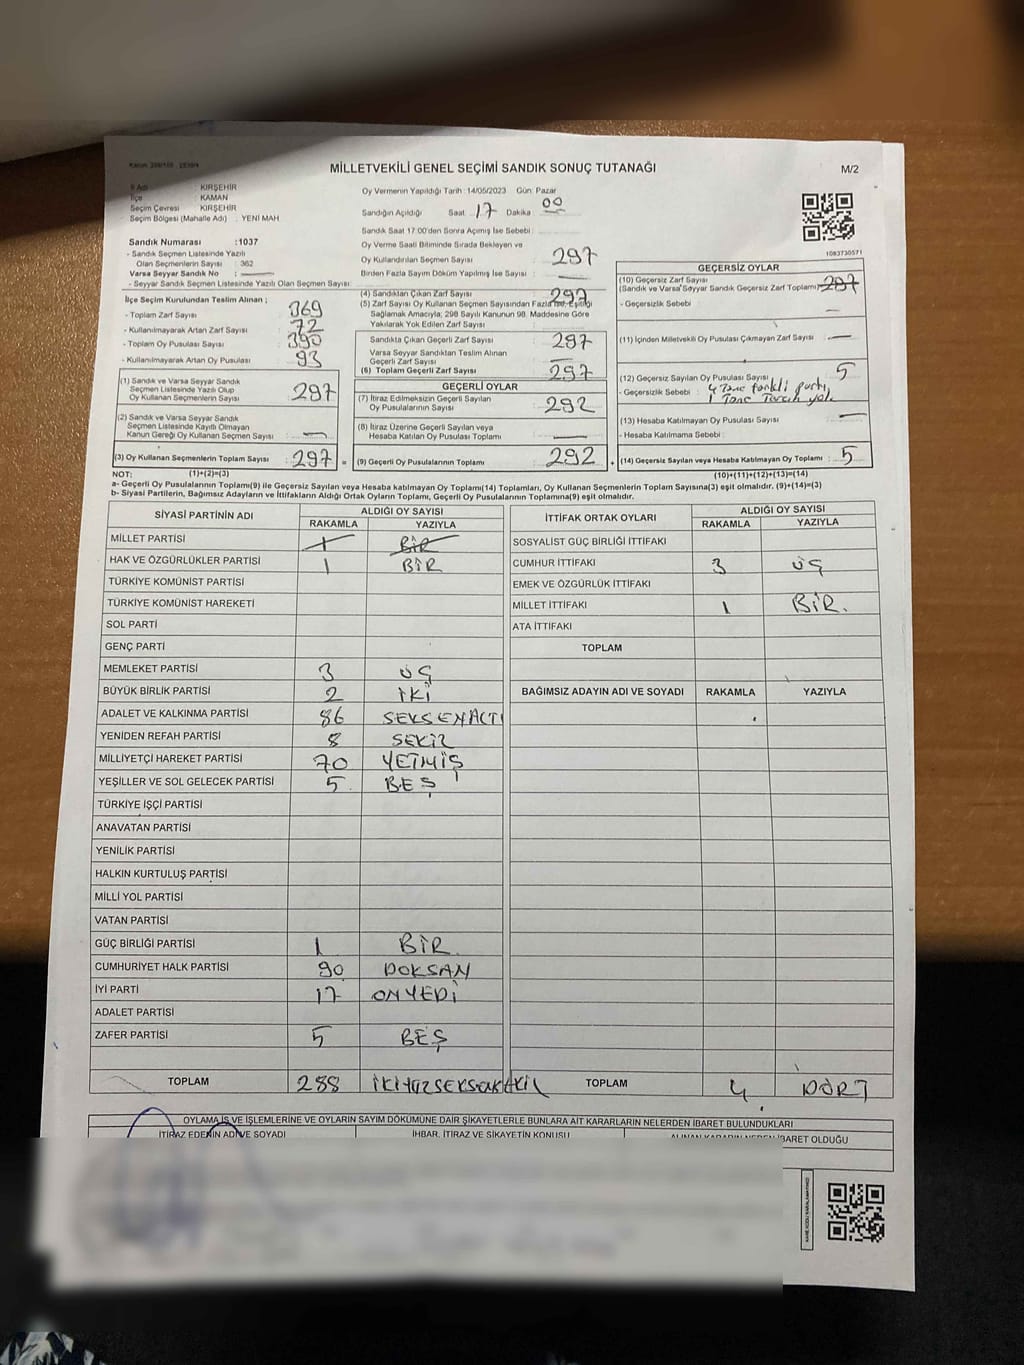 MİLLETVEKİLİ GENEL SEÇİMİ SANDIK SONUÇ TUTANAĞI
M/2
İl Adı : KIRŞEHİR
İlçe : KAMAN
Seçim Çevresi : KIRŞEHİR
Seçim Bölgesi (Mahalle Adı) : YENİ MAH
Oy Vermenin Yapıldığı Tarih :14/05/2023 Gün: Pazar
Sandığın Açıldığı Saat 17 Dakika 00
Sandık Saat 17:00'den Sonra Açımış İse Sebebi :
Oy Verme Saati Bitiminde Sırada Bekleyen ve
Oy Kullandırılan Seçmen Sayısı 297
Birden Fazla Sayım Döküm Yapılmış İse Sayısı : —
Sandık Numarası :1037
- Sandık Seçmen Listesinde Yazılı
Olan Seçmenlerin Sayısı : 362
Varsa Seyyar Sandık No : —
- Seyyar Sandık Seçmen Listesinde Yazılı Olan Seçmen Sayısı :
1083730571
İlçe Seçim Kurulundan Teslim Alınan ;
- Toplam Zarf Sayısı : 369
- Kullanılmayarak Artan Zarf Sayısı : 72
- Toplam Oy Pusulası Sayısı : 390
- Kullanılmayarak Artan Oy Pusulası : 93
(1) Sandık ve Varsa Seyyar Sandık
Seçmen Listesinde Yazılı Olup
Oy Kullanan Seçmenlerin Sayısı : 297
(2) Sandık ve Varsa Seyyar Sandık
Seçmen Listesinde Kayıtlı Olmayan
Kanun Gereği Oy Kullanan Seçmen Sayısı : —
(3) Oy Kullanan Seçmenlerin Toplam Sayısı : 297
(4) Sandıktan Çıkan Zarf Sayısı : 297
(5) Zarf Sayısı Oy Kullanan Seçmen Sayısından Fazla İse, Eşitliği
Sağlamak Amacıyla, 298 Sayılı Kanunun 98. Maddesine Göre
Yakılarak Yok Edilen Zarf Sayısı :
Sandıkta Çıkan Geçerli Zarf Sayısı : 297
Varsa Seyyar Sandıktan Teslim Alınan
Geçerli Zarf Sayısı : —
(6) Toplam Geçerli Zarf Sayısı : 297
GEÇERLİ OYLAR
(7) İtiraz Edilmeksizin Geçerli Sayılan
Oy Pusulalarının Sayısı : 292
(8) İtiraz Üzerine Geçerli Sayılan veya
Hesaba Katılan Oy Pusulası Toplamı : —
= (9) Geçerli Oy Pusulalarının Toplamı : 292 +
GEÇERSİZ OYLAR
(10) Geçersiz Zarf Sayısı
(Sandık ve Varsa Seyyar Sandık Geçersiz Zarf Toplamı) : 297
- Geçersizlik Sebebi : —
(11) İçinden Milletvekili Oy Pusulası Çıkmayan Zarf Sayısı : —
(12) Geçersiz Sayılan Oy Pusulası Sayısı : 5
- Geçersizlik Sebebi : 4 Tane farklı parti,
1 Tane Tercih yok.
(13) Hesaba Katılmayan Oy Pusulası Sayısı : —
- Hesaba Katılmama Sebebi :
(14) Geçersiz Sayılan veya Hesaba Katılmayan Oy Toplamı : 5
NOT: (1)+(2)=(3) (10)+(11)+(12)+(13)=(14)
a- Geçerli Oy Pusulalarının Toplamı(9) ile Geçersiz Sayılan veya Hesaba katılmayan Oy Toplamı(14) Toplamları, Oy Kullanan Seçmenlerin Toplam Sayısına(3) eşit olmalıdır. (9)+(14)=(3)
b- Siyasi Partilerin, Bağımsız Adayların ve İttifakların Aldığı Ortak Oyların Toplamı, Geçerli Oy Pusulalarının Toplamına(9) eşit olmalıdır.
SİYASİ PARTİNİN ADI ALDIĞI OY SAYISI
RAKAMLA YAZIYLA
MİLLET PARTİSİ 1 BİR
HAK VE ÖZGÜRLÜKLER PARTİSİ 1 BİR
TÜRKİYE KOMÜNİST PARTİSİ
TÜRKİYE KOMÜNİST HAREKETİ
SOL PARTİ
GENÇ PARTİ
MEMLEKET PARTİSİ 3 ÜÇ
BÜYÜK BİRLİK PARTİSİ 2 İKİ
ADALET VE KALKINMA PARTİSİ 86 SEKSENALTI
YENİDEN REFAH PARTİSİ 8 SEKİZ
MİLLİYETÇİ HAREKET PARTİSİ 70 YETMİŞ
YEŞİLLER VE SOL GELECEK PARTİSİ 5 BEŞ
TÜRKİYE İŞÇİ PARTİSİ
ANAVATAN PARTİSİ
YENİLİK PARTİSİ
HALKIN KURTULUŞ PARTİSİ
MİLLİ YOL PARTİSİ
VATAN PARTİSİ
GÜÇ BİRLİĞİ PARTİSİ 1 BİR
CUMHURİYET HALK PARTİSİ 90 DOKSAN
İYİ PARTİ 17 ONYEDİ
ADALET PARTİSİ
ZAFER PARTİSİ 5 BEŞ
TOPLAM 288
İTTİFAK ORTAK OYLARI ALDIĞI OY SAYISI
RAKAMLA YAZIYLA
SOSYALİST GÜÇ BİRLİĞİ İTTİFAKI
CUMHUR İTTİFAKI 3 ÜÇ
EMEK VE ÖZGÜRLÜK İTTİFAKI
MİLLET İTTİFAKI 1 BİR.
ATA İTTİFAKI
TOPLAM
BAĞIMSIZ ADAYIN ADI VE SOYADI RAKAMLA YAZIYLA
TOPLAM 4 DÖRT
OYLAMA İŞ VE İŞLEMLERİNE VE OYLARIN SAYIM DÖKÜMÜNE DAİR ŞİKAYETLERLE BUNLARA AİT KARARLARIN NELERDEN İBARET BULUNDUKLARI
İTİRAZ EDENİN ADI VE SOYADI İHBAR, İTİRAZ VE ŞİKAYETİN KONUSU ALINAN KARARIN NEDEN İBARET OLDUĞU